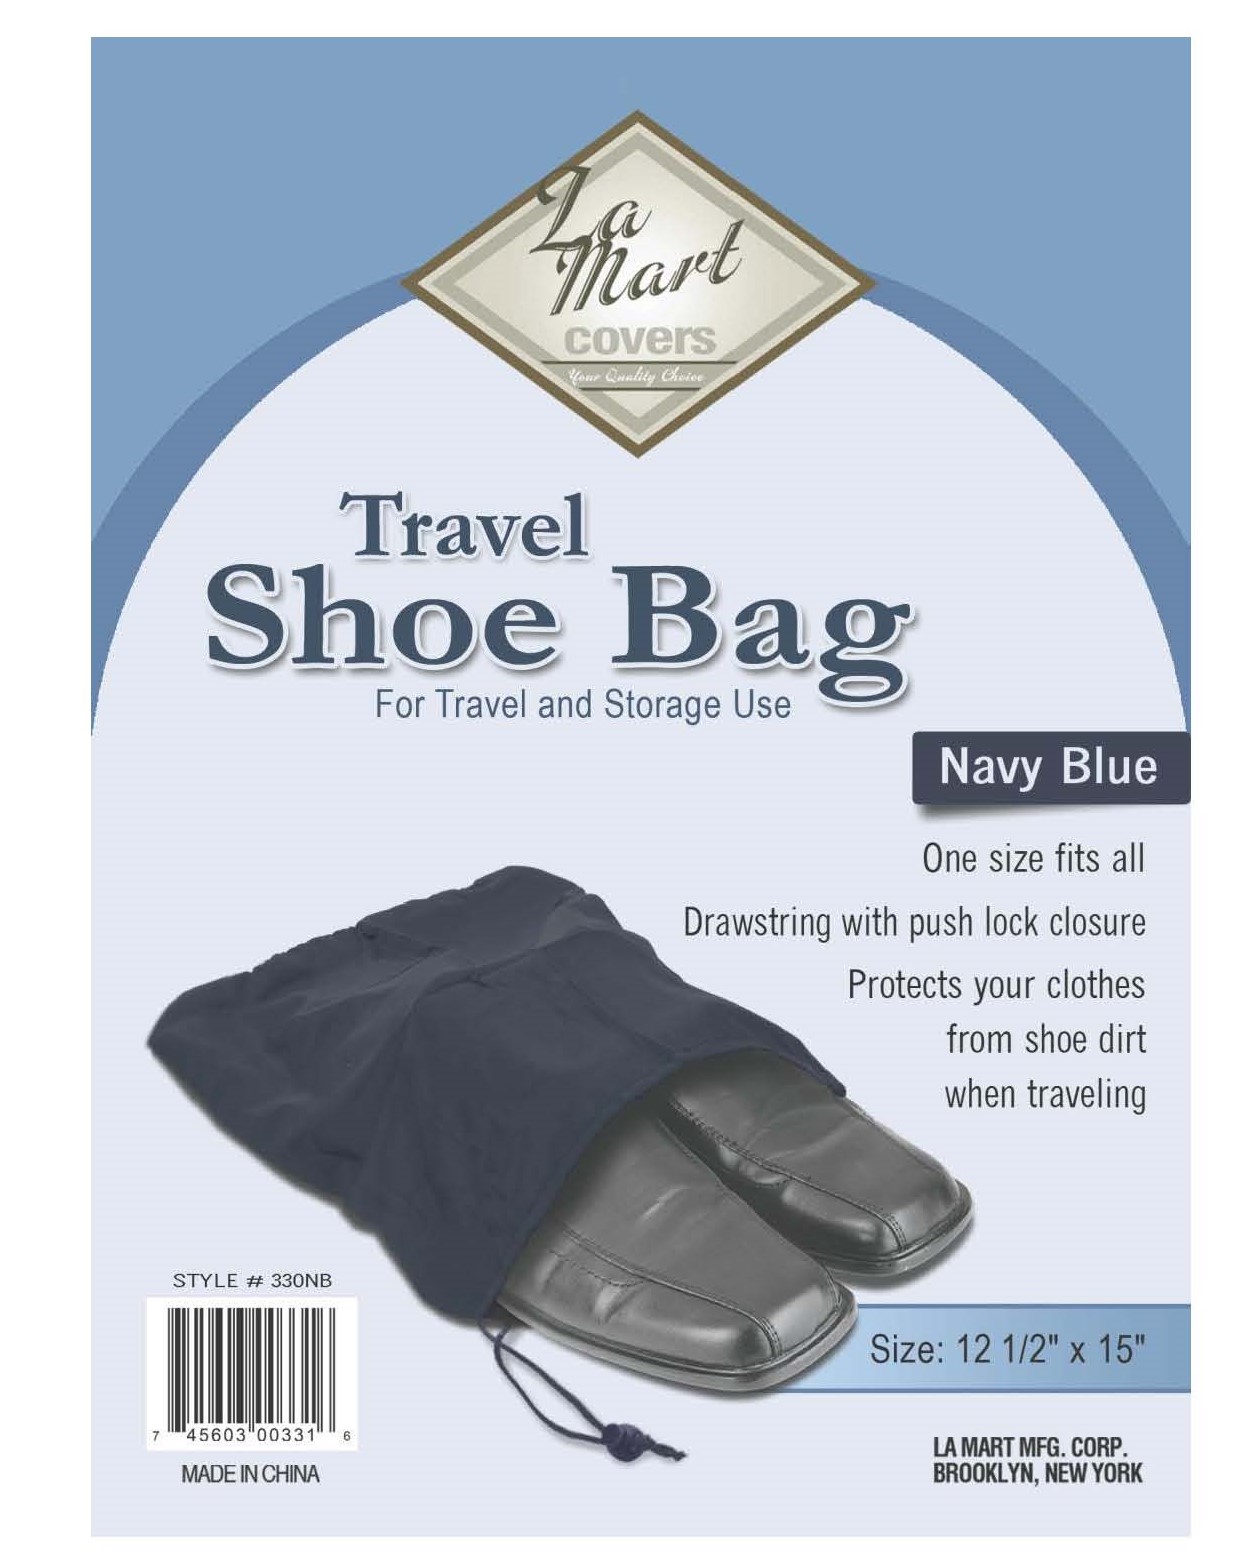 La
Mart
covers
Your Quality Choice
Travel
Shoe Bag
For Travel and Storage Use
Navy Blue
One size fits all
Drawstring with push lock closure
Protects your clothes
from shoe dirt
when traveling
STYLE # 330NB
7 45603 00331 6
MADE IN CHINA
Size: 12 1/2" x 15"
LA MART MFG. CORP.
BROOKLYN, NEW YORK